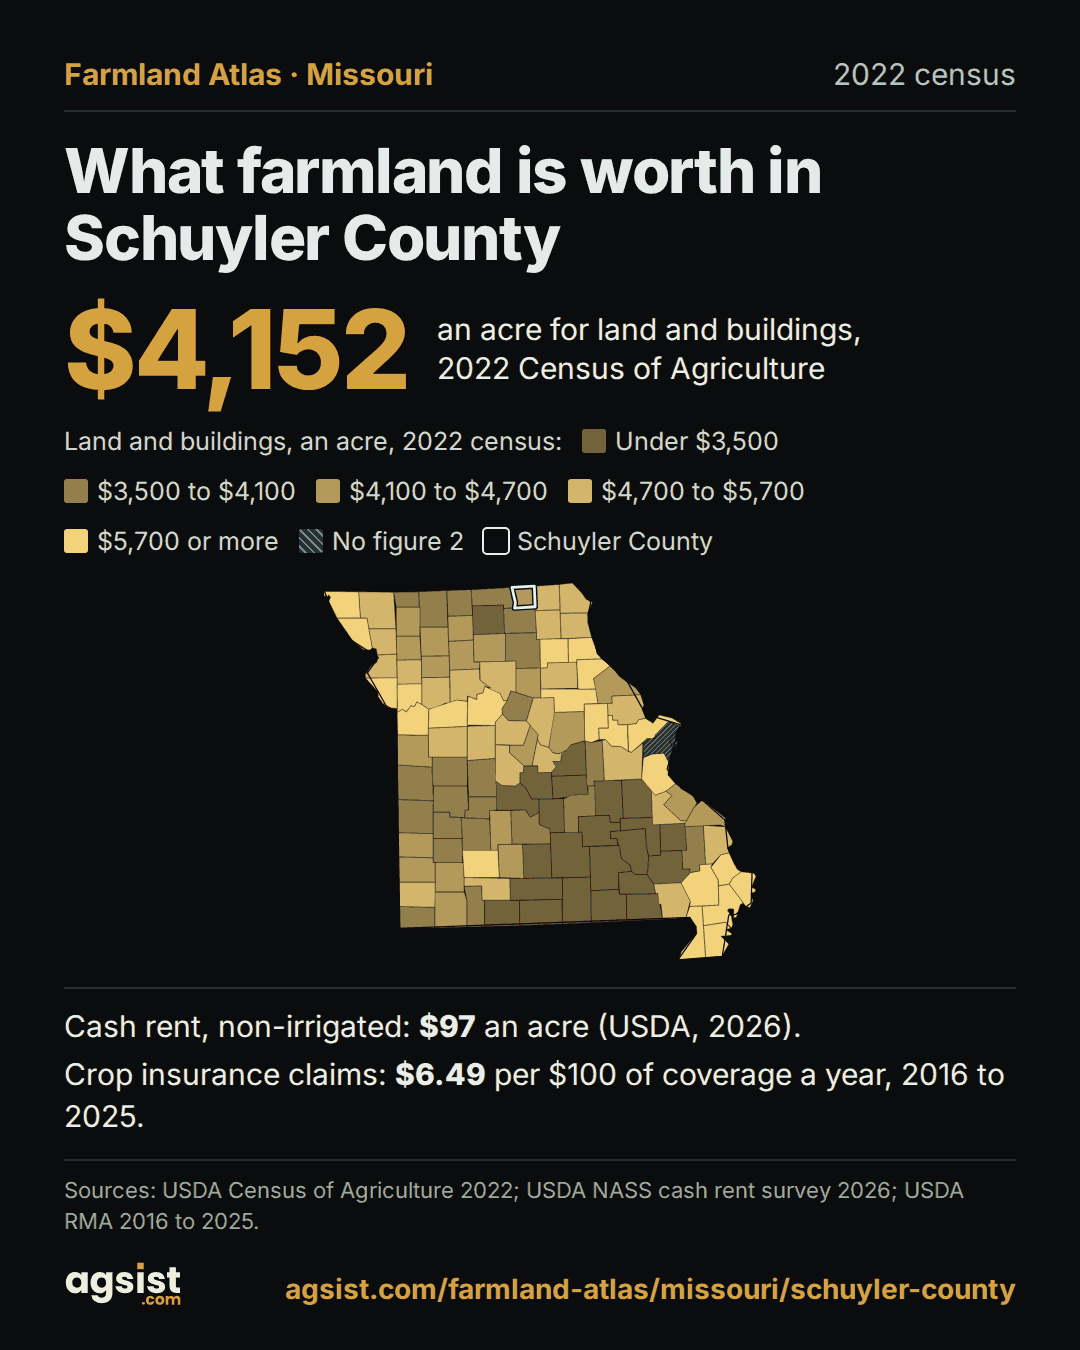 Farmland Atlas · Missouri
2022 census
What farmland is worth in
Schuyler County
$4,152
an acre for land and buildings,
2022 Census of Agriculture
Land and buildings, an acre, 2022 census: Under $3,500
$3,500 to $4,100 $4,100 to $4,700 $4,700 to $5,700
$5,700 or more No figure 2 Schuyler County
Cash rent, non-irrigated: $97 an acre (USDA, 2026).
Crop insurance claims: $6.49 per $100 of coverage a year, 2016 to
2025.
Sources: USDA Census of Agriculture 2022; USDA NASS cash rent survey 2026; USDA
RMA 2016 to 2025.
agsist
.com
agsist.com/farmland-atlas/missouri/schuyler-county